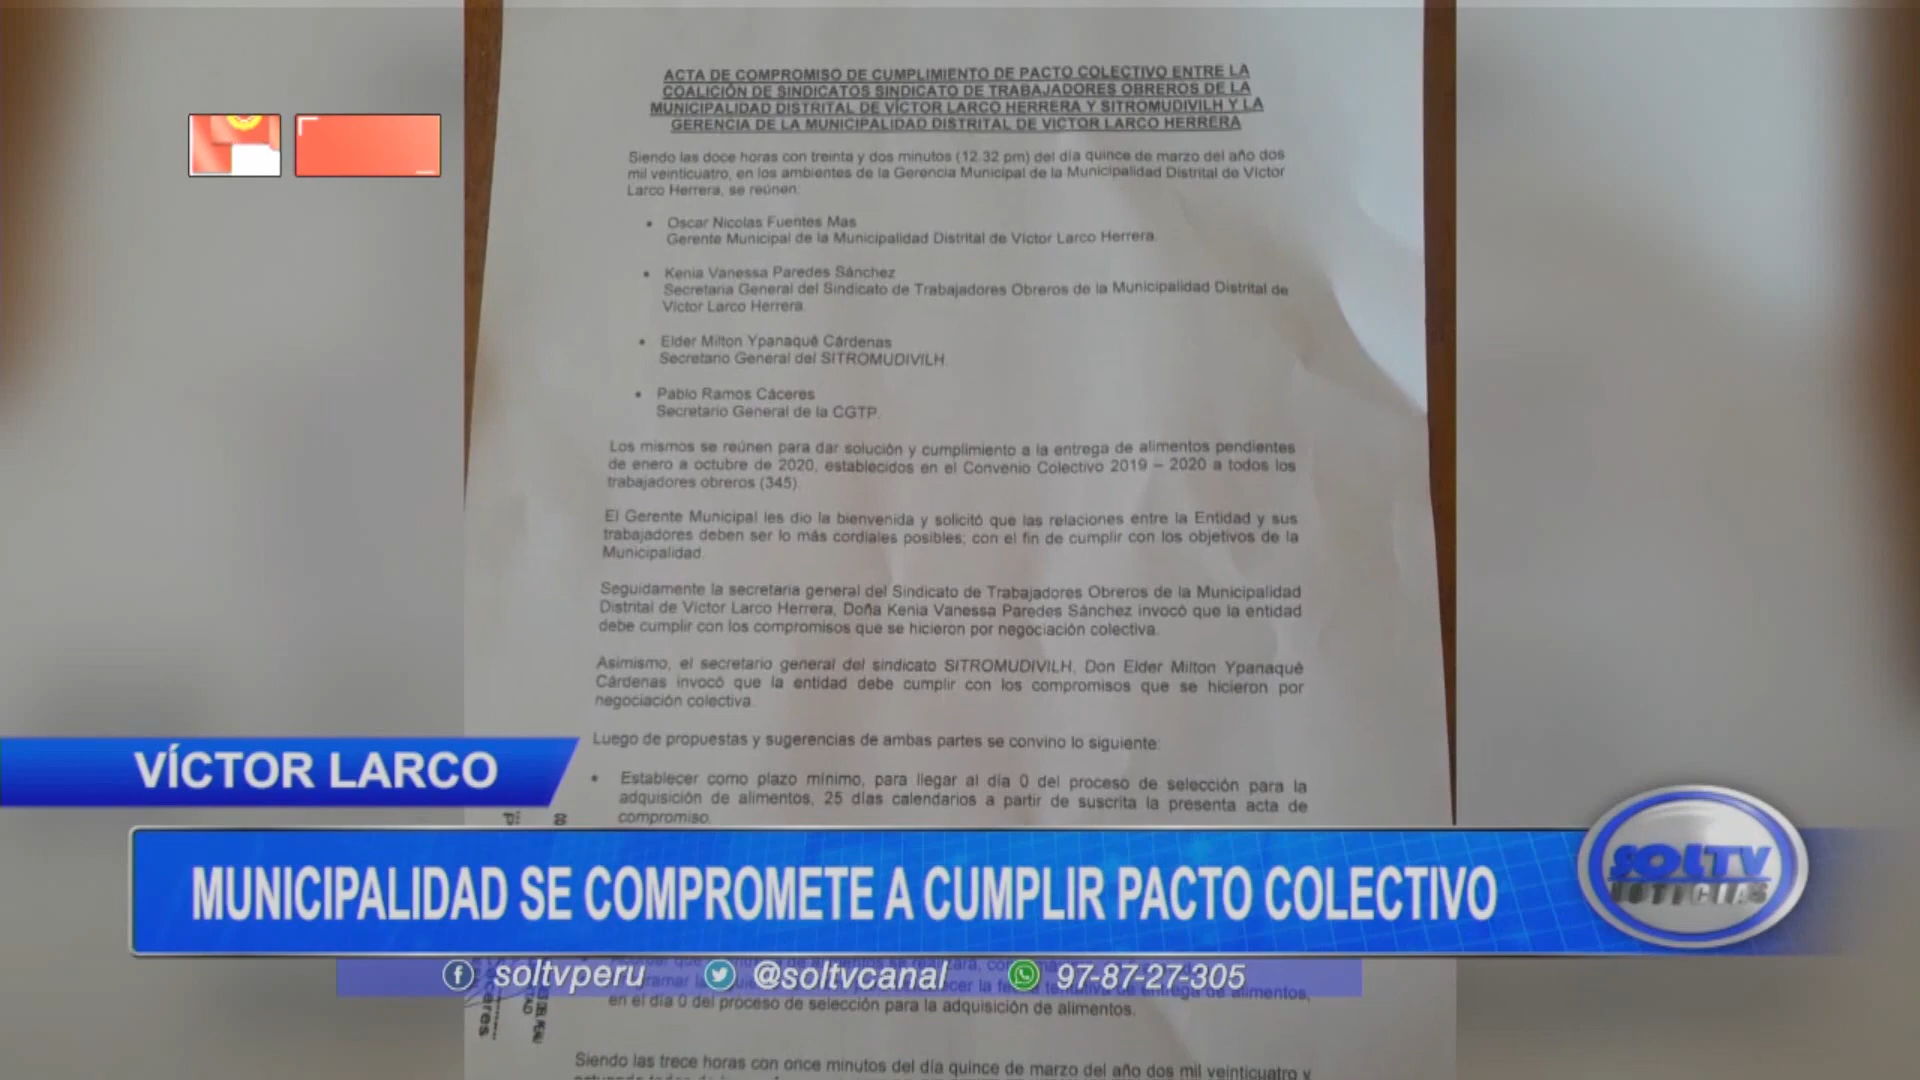 ACTA DE COMPROMISO DE CUMPLIMIENTO DE PACTO COLECTIVO ENTRE LA
COALICIÓN DE SINDICATOS SINDICATO DE TRABAJADORES OBREROS DE LA
MUNICIPALIDAD DISTRITAL DE VÍCTOR LARCO HERRERA Y SITROMUDIVILH Y LA
GERENCIA DE LA MUNICIPALIDAD DISTRITAL DE VICTOR LARCO HERRERA
Siendo las doce horas con treinta y dos minutos (12.32 pm) del día quince de marzo del año dos
mil veinticuatro, en los ambientes de la Gerencia Municipal de la Municipalidad Distrital de Víctor
Larco Herrera, se reúnen:
• Oscar Nicolas Fuentes Mas
Gerente Municipal de la Municipalidad Distrital de Víctor Larco Herrera.
• Kenia Vanessa Paredes Sánchez
Secretaria General del Sindicato de Trabajadores Obreros de la Municipalidad Distrital de
Víctor Larco Herrera.
• Elder Milton Ypanaqué Cárdenas
Secretario General del SITROMUDIVILH.
• Pablo Ramos Cáceres
Secretario General de la CGTP.
Los mismos se reúnen para dar solución y cumplimiento a la entrega de alimentos pendientes
de enero a octubre de 2020, establecidos en el Convenio Colectivo 2019 – 2020 a todos los
trabajadores obreros (345).
El Gerente Municipal les dio la bienvenida y solicitó que las relaciones entre la Entidad y sus
trabajadores deben ser lo más cordiales posibles; con el fin de cumplir con los objetivos de la
Municipalidad.
Seguidamente la secretaria general del Sindicato de Trabajadores Obreros de la Municipalidad
Distrital de Víctor Larco Herrera, Doña Kenia Vanessa Paredes Sánchez invocó que la entidad
debe cumplir con los compromisos que se hicieron por negociación colectiva.
Asimismo, el secretario general del sindicato SITROMUDIVILH, Don Elder Milton Ypanaqué
Cárdenas invocó que la entidad debe cumplir con los compromisos que se hicieron por
negociación colectiva.
Luego de propuestas y sugerencias de ambas partes se convino lo siguiente:
• Establecer como plazo mínimo, para llegar al día 0 del proceso de selección para la
adquisición de alimentos, 25 días calendarios a partir de suscrita la presente acta de
compromiso.
VÍCTOR LARCO
MUNICIPALIDAD SE COMPROMETE A CUMPLIR PACTO COLECTIVO
SOLTV
NOTICIAS
soltvperu @soltvcanal 97-87-27-305
tentativa de entrega de alimentos,
en el día 0 del proceso de selección para la adquisición de alimentos.
Siendo las trece horas con once minutos del día quince de marzo del año dos mil veinticuatro y